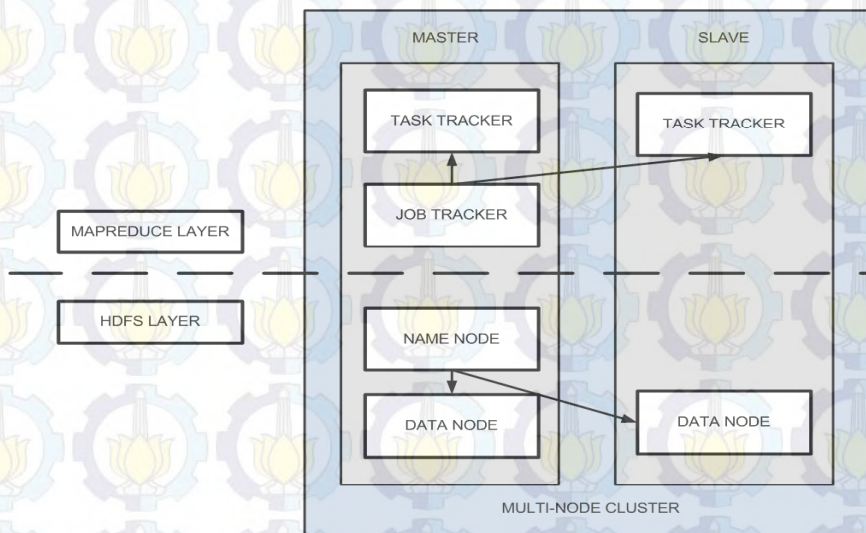 MASTER
SLAVE
TASK TRACKER
TASK TRACKER
JOB TRACKER
MAPREDUCE LAYER
HDFS LAYER
NAME NODE
DATA NODE
DATA NODE
MULTI-NODE CLUSTER